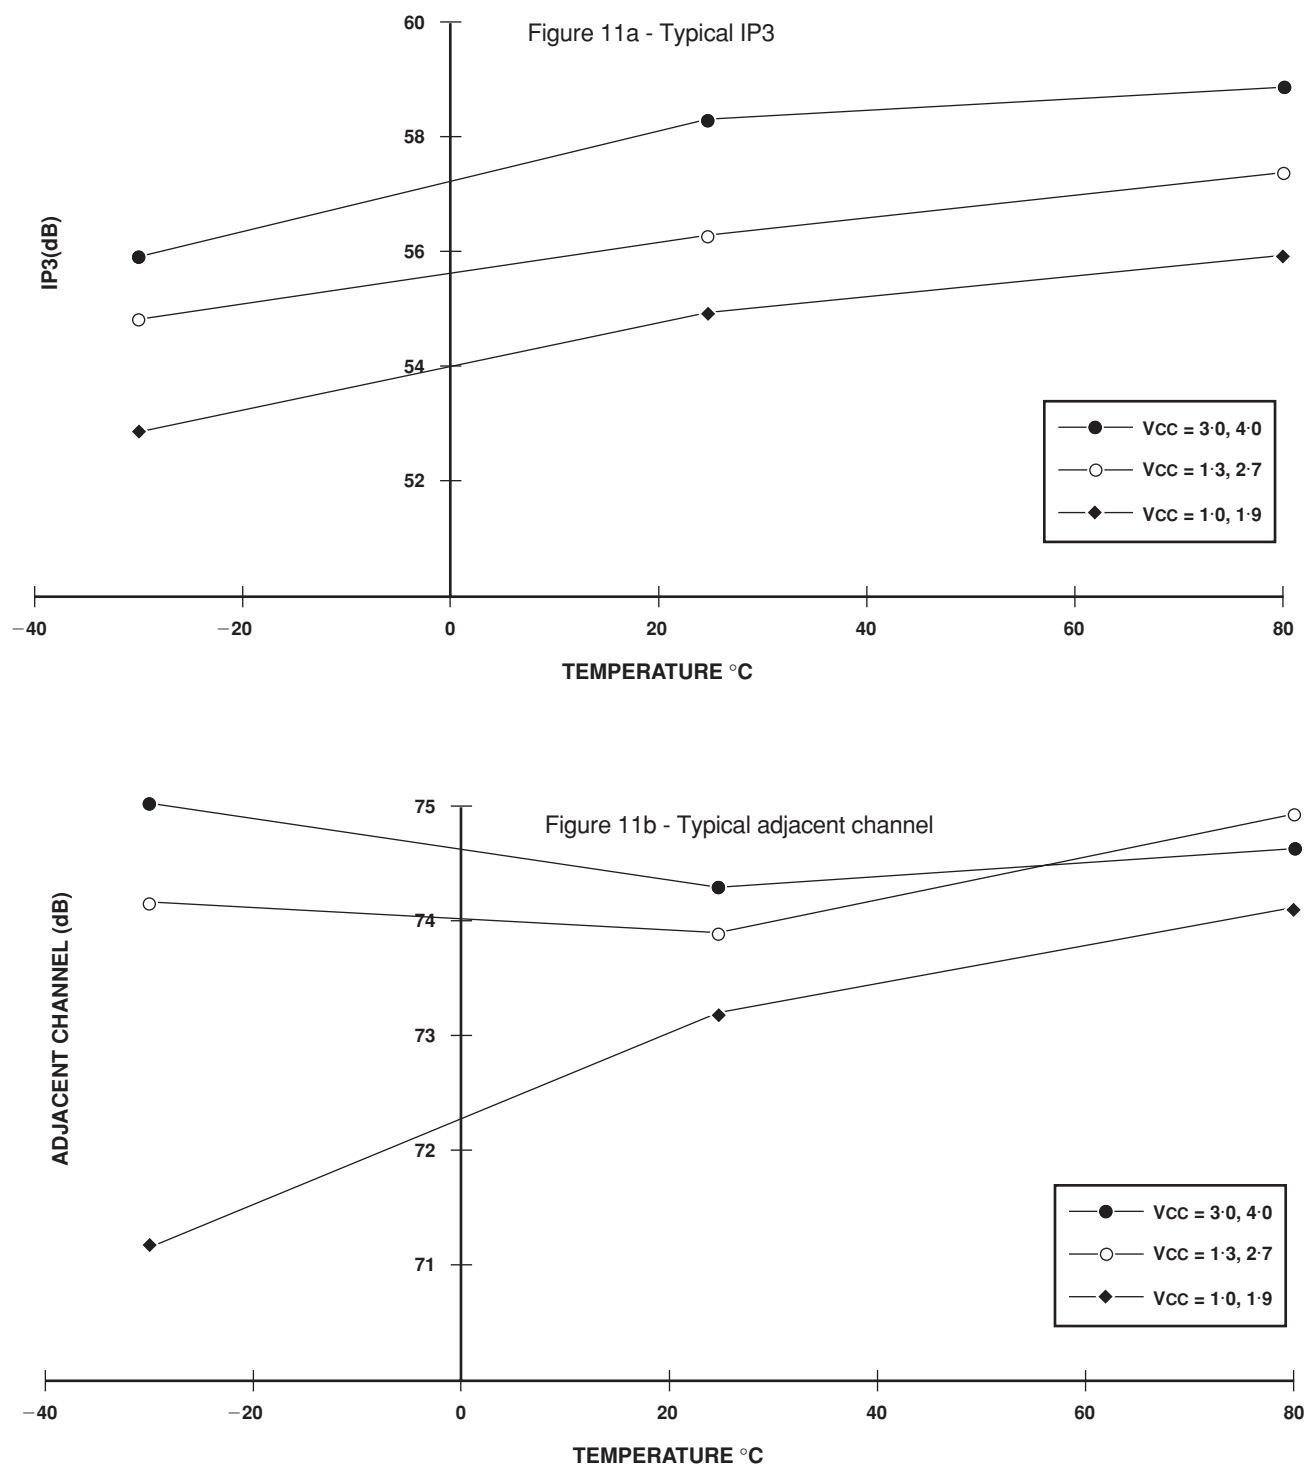 Figure 11a - Typical IP3
60
58
56
54
52
IP3(dB)
VCC = 3·0, 4·0
VCC = 1·3, 2·7
VCC = 1·0, 1·9
−40 −20 0 20 40 60 80
TEMPERATURE °C
Figure 11b - Typical adjacent channel
75
74
73
72
71
ADJACENT CHANNEL (dB)
VCC = 3·0, 4·0
VCC = 1·3, 2·7
VCC = 1·0, 1·9
−40 −20 0 20 40 60 80
TEMPERATURE °C